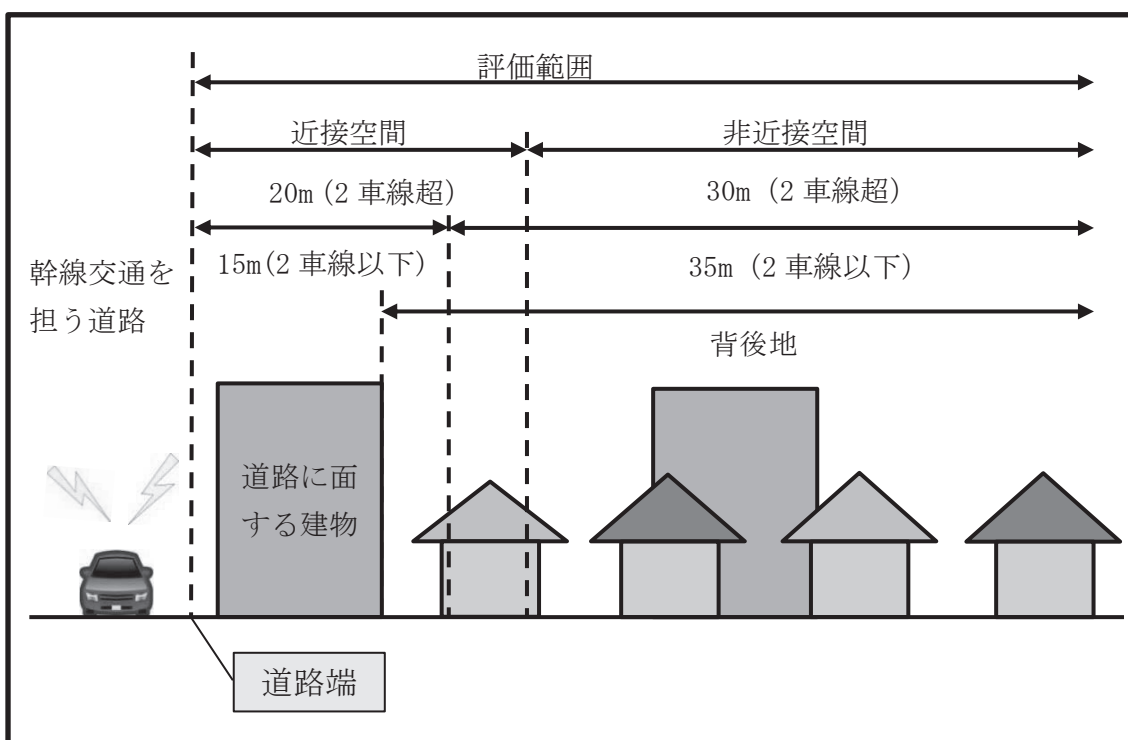 評価範囲
近接空間
非近接空間
20m (2 車線超)
30m (2 車線超)
幹線交通を
担う道路
15m(2 車線以下)
35m (2 車線以下)
背後地
道路に面
する建物
道路端